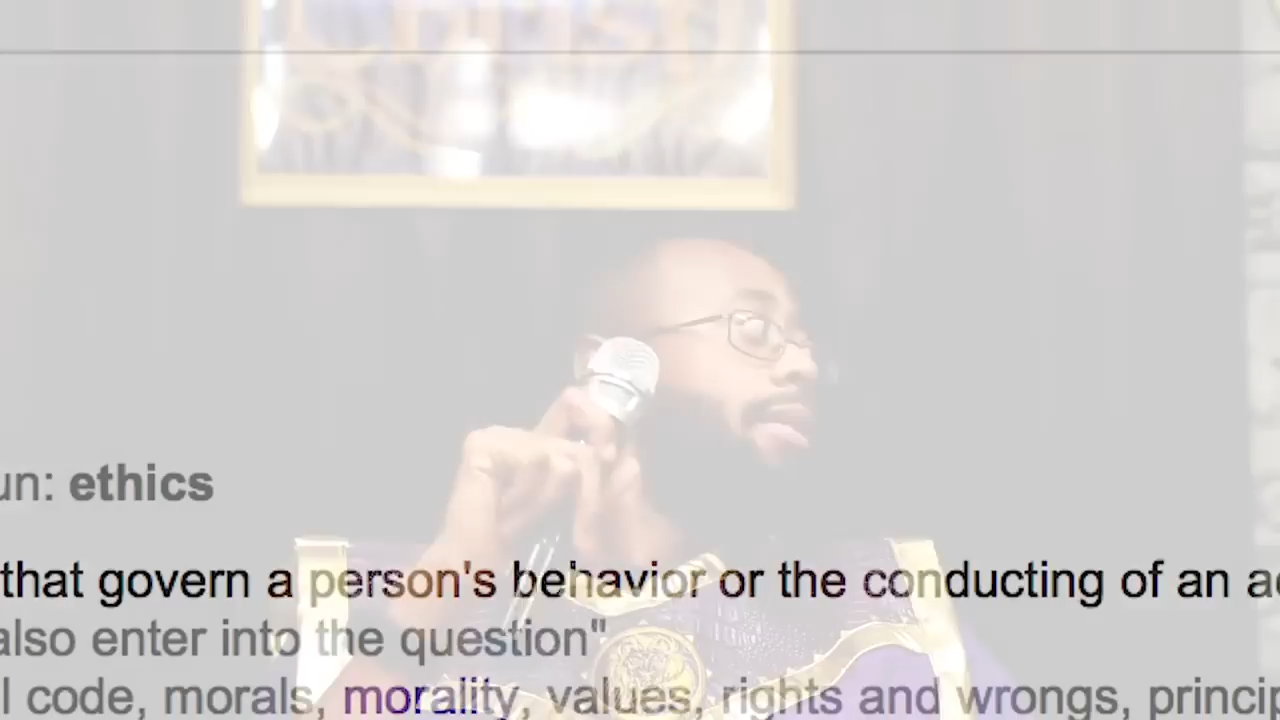 un: ethics
that govern a person's behavior or the conducting of an a
also enter into the question"
l code, morals, morality, values, rights and wrongs, princip